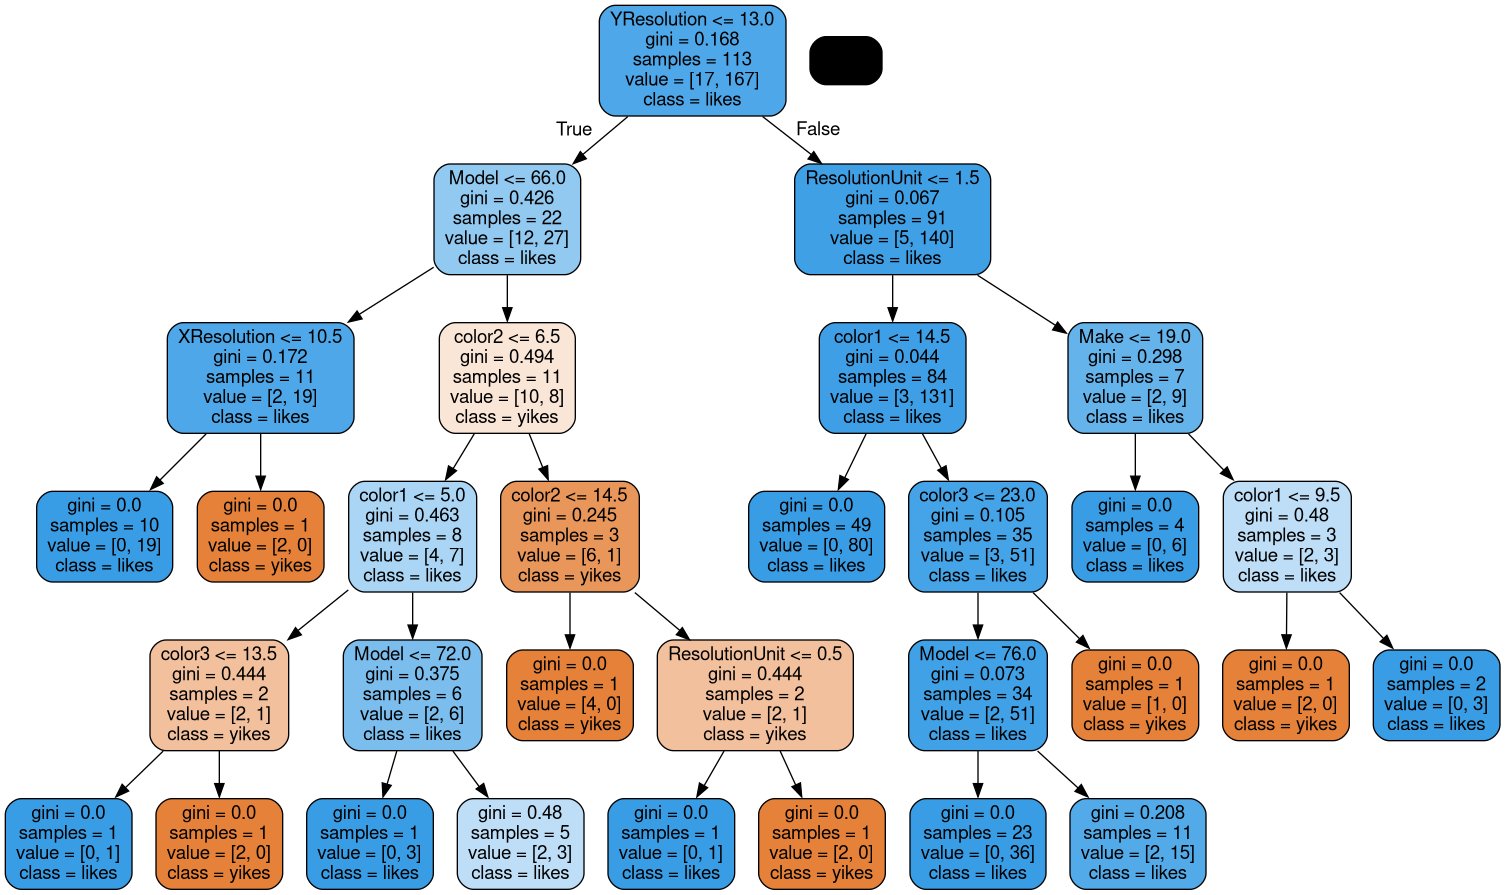 YResolution <= 13.0
gini = 0.168
samples = 113
value = [17, 167]
class = likes
True
False
Model <= 66.0
gini = 0.426
samples = 22
value = [12, 27]
class = likes
ResolutionUnit <= 1.5
gini = 0.067
samples = 91
value = [5, 140]
class = likes
XResolution <= 10.5
gini = 0.172
samples = 11
value = [2, 19]
class = likes
color2 <= 6.5
gini = 0.494
samples = 11
value = [10, 8]
class = yikes
color1 <= 14.5
gini = 0.044
samples = 84
value = [3, 131]
class = likes
Make <= 19.0
gini = 0.298
samples = 7
value = [2, 9]
class = likes
gini = 0.0
samples = 10
value = [0, 19]
class = likes
gini = 0.0
samples = 1
value = [2, 0]
class = yikes
color1 <= 5.0
gini = 0.463
samples = 8
value = [4, 7]
class = likes
color2 <= 14.5
gini = 0.245
samples = 3
value = [6, 1]
class = yikes
gini = 0.0
samples = 49
value = [0, 80]
class = likes
color3 <= 23.0
gini = 0.105
samples = 35
value = [3, 51]
class = likes
gini = 0.0
samples = 4
value = [0, 6]
class = likes
color1 <= 9.5
gini = 0.48
samples = 3
value = [2, 3]
class = likes
color3 <= 13.5
gini = 0.444
samples = 2
value = [2, 1]
class = yikes
Model <= 72.0
gini = 0.375
samples = 6
value = [2, 6]
class = likes
gini = 0.0
samples = 1
value = [4, 0]
class = yikes
ResolutionUnit <= 0.5
gini = 0.444
samples = 2
value = [2, 1]
class = yikes
Model <= 76.0
gini = 0.073
samples = 34
value = [2, 51]
class = likes
gini = 0.0
samples = 1
value = [1, 0]
class = yikes
gini = 0.0
samples = 1
value = [2, 0]
class = yikes
gini = 0.0
samples = 2
value = [0, 3]
class = likes
gini = 0.0
samples = 1
value = [0, 1]
class = likes
gini = 0.0
samples = 1
value = [2, 0]
class = yikes
gini = 0.0
samples = 1
value = [0, 3]
class = likes
gini = 0.48
samples = 5
value = [2, 3]
class = likes
gini = 0.0
samples = 1
value = [0, 1]
class = likes
gini = 0.0
samples = 1
value = [2, 0]
class = yikes
gini = 0.0
samples = 23
value = [0, 36]
class = likes
gini = 0.208
samples = 11
value = [2, 15]
class = likes